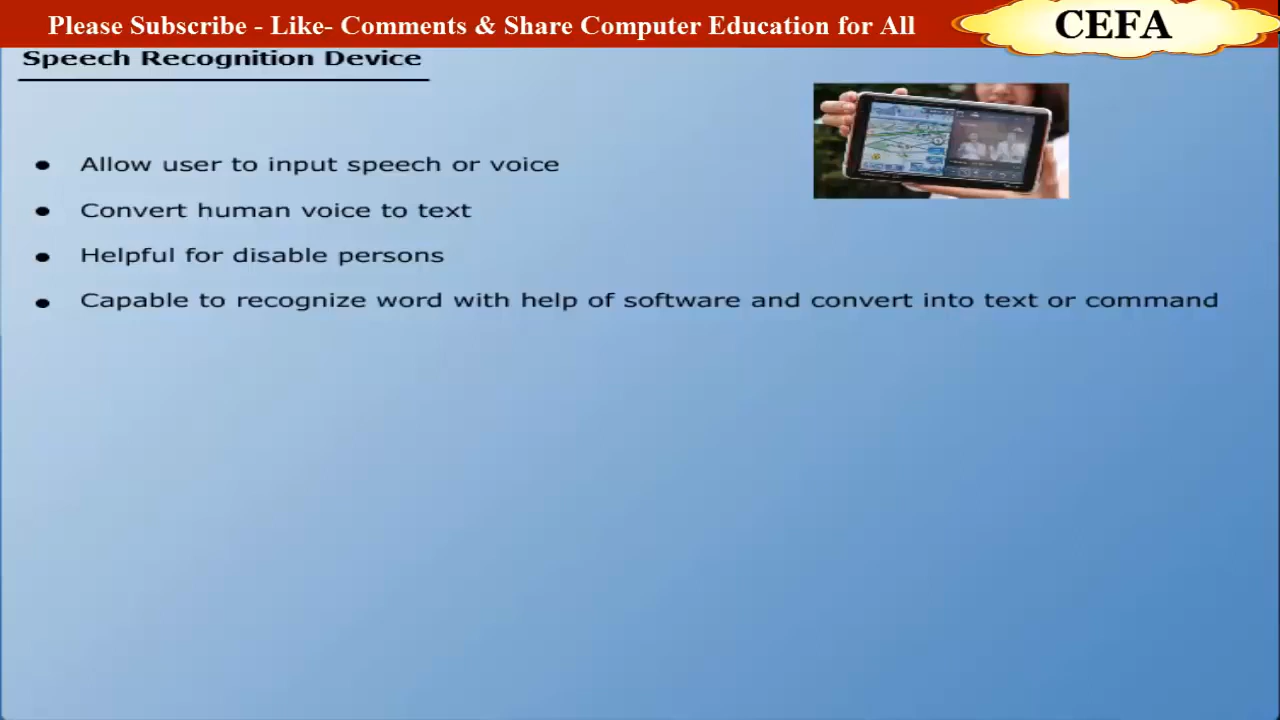 Please Subscribe - Like- Comments & Share Computer Education for All
CEFA
Speech Recognition Device
● Allow user to input speech or voice
● Convert human voice to text
● Helpful for disable persons
● Capable to recognize word with help of software and convert into text or command